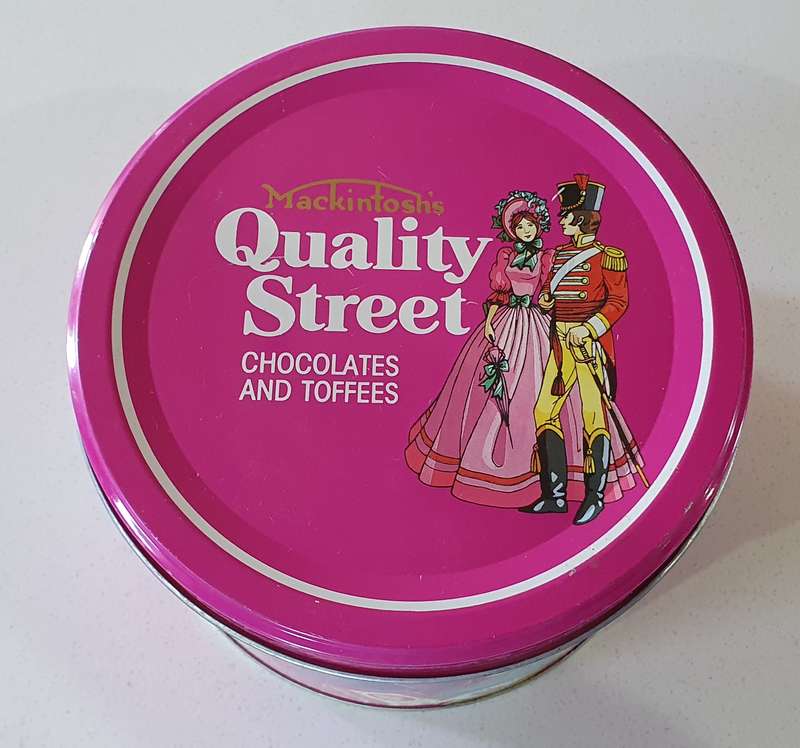 Mackintosh's
Quality
Street
CHOCOLATES
AND TOFFEES